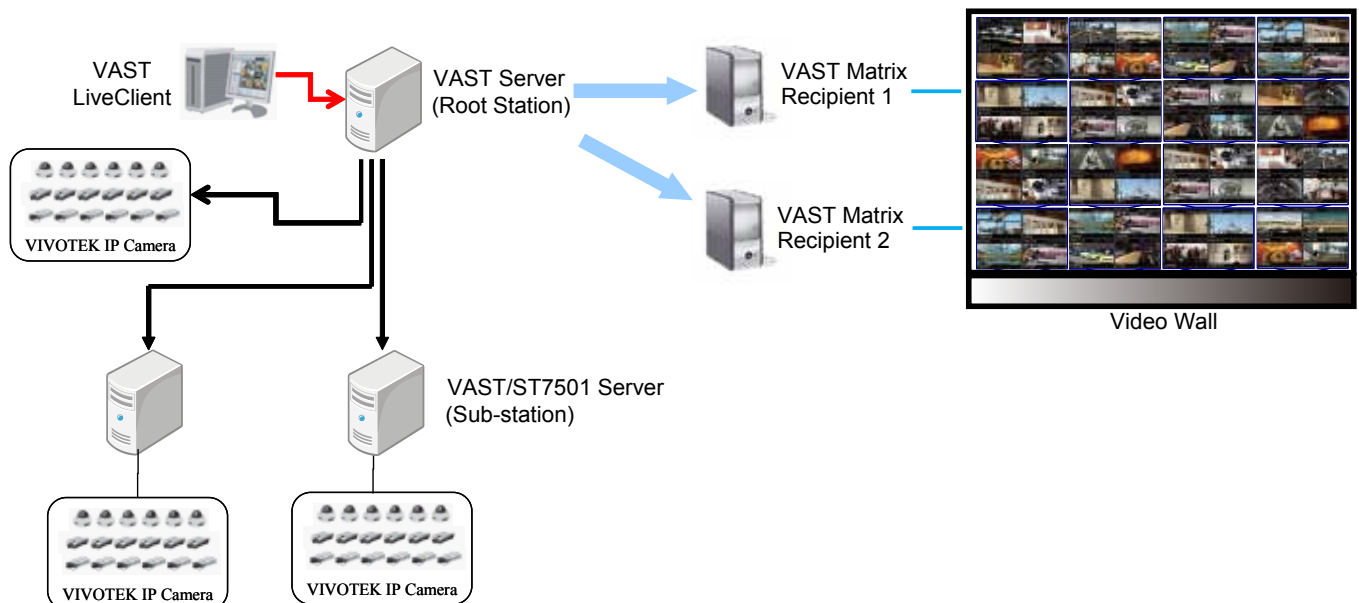 VAST
LiveClient
VAST Server
(Root Station)
VAST Matrix
Recipient 1
VIVOTEK IP Camera
VAST Matrix
Recipient 2
Video Wall
VAST/ST7501 Server
(Sub-station)
VIVOTEK IP Camera
VIVOTEK IP Camera